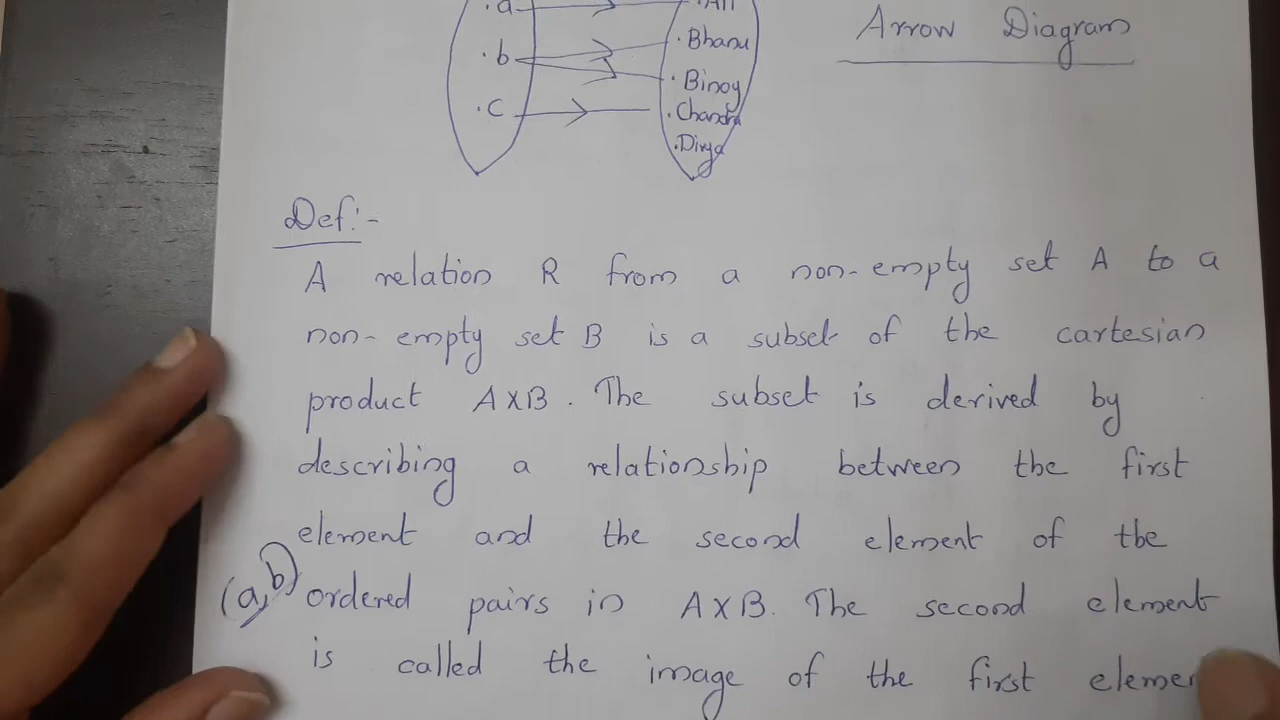 .a
.Ali
Arrow Diagram
.b
.Bhanu
.Binoy
.c
.Chandra
.Divya
Def:-
A relation R from a non-empty set A to a
non-empty set B is a subset of the cartesian
product A×B. The subset is derived by
describing a relationship between the first
element and the second element of the
(a,b) ordered pairs in A×B. The second element
is called the image of the first